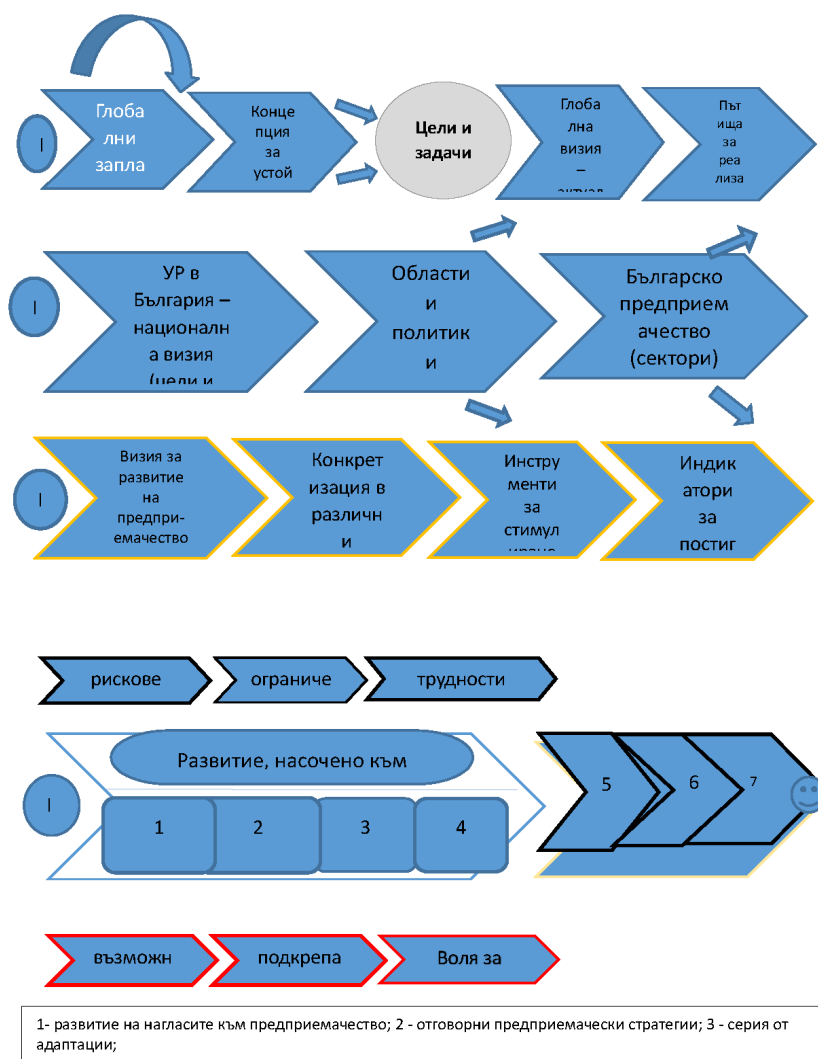 I
Глоба
лни
запла
Конце
пция
за
устой
Цели и
задачи
Глоба
лна
визия
–
Път
ища
за
реа
лиза
I
УР в
България –
националн
а визия
(цели и
Области
и
политик
и
Българско
предприем
ачество
(сектори)
I
Визия за
развитие
на
предпри-
емачество
Конкрет
изация в
различн
и
Инстру
менти
за
стимул
иране
Индик
атори
за
постиг
рискове
ограниче
трудности
I
Развитие, насочено към
1
2
3
4
5
6
7
възможн
подкрепа
Воля за
1- развитие на нагласите към предприемачество; 2 - отговорни предприемачески стратегии; 3 - серия от
адаптации;